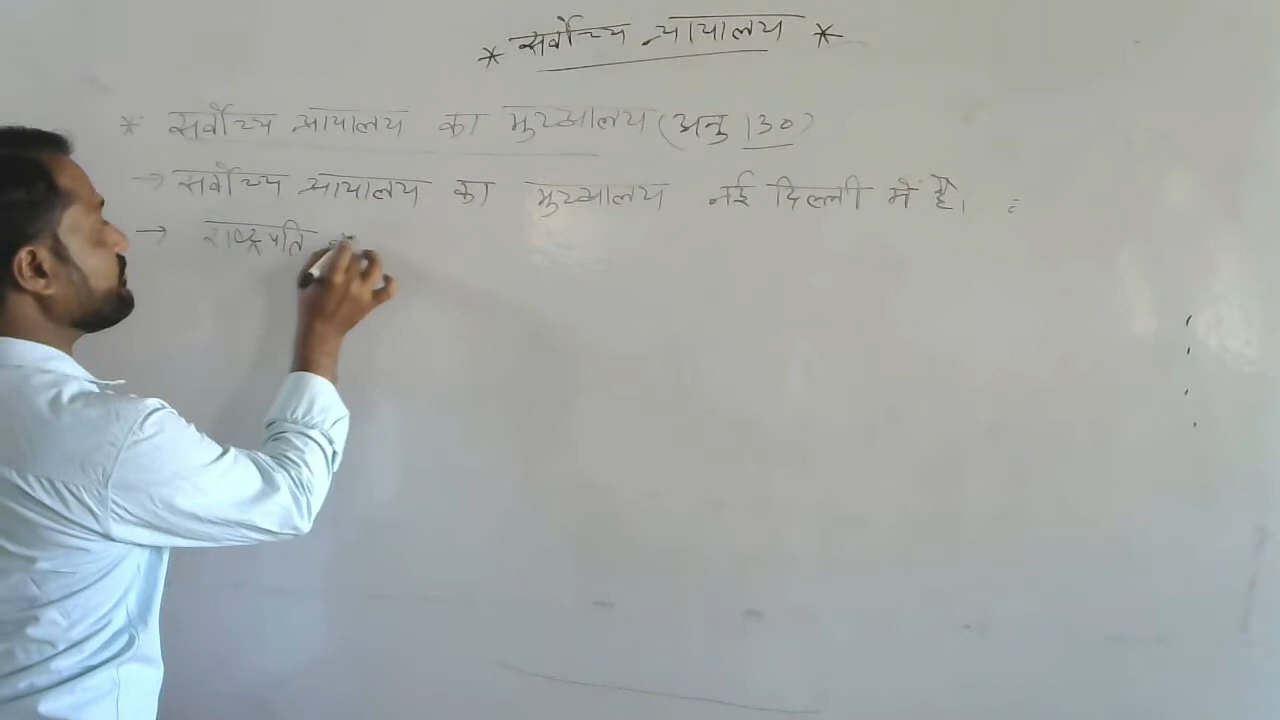 * सर्वोच्य न्यायालय *
* सर्वोच्य न्यायालय का मुख्यालय (अनु 130)
→ सर्वोच्य न्यायालय का मुख्यालय नई दिल्ली में है।
→ राष्ट्रपति